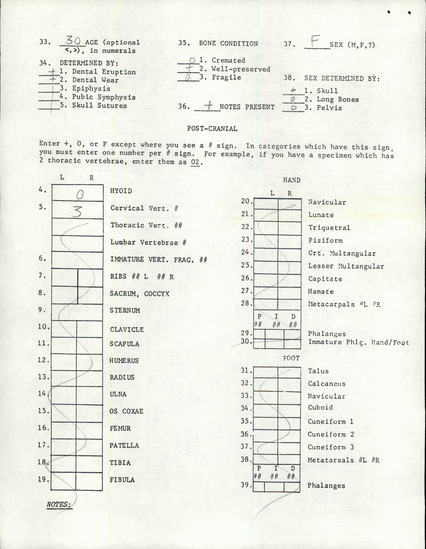 33. 30 AGE (optional
<,>), in numerals
34. DETERMINED BY:
+ 1. Dental Eruption
+ 2. Dental Wear
3. Epiphysis
4. Pubic Symphysis
5. Skull Sutures
35. BONE CONDITION
0 1. Cremated
+ 2. Well-preserved
0 3. Fragile
36. + NOTES PRESENT
37. F SEX (M,F,?)
38. SEX DETERMINED BY:
+ 1. Skull
0 2. Long Bones
0 3. Pelvis
POST-CRANIAL
Enter +, 0, or F except where you see a # sign. In categories which have this sign,
you must enter one number per # sign. For example, if you have a specimen which has
2 thoracic vertebrae, enter them as 02.
L R
4. 0 HYOID
5. 3 Cervical Vert. #
Thoracic Vert. ##
Lumbar Vertebrae #
6. IMMATURE VERT. FRAG. ##
7. RIBS ## L ## R
8. SACRUM, COCCYX
9. STERNUM
10. CLAVICLE
11. SCAPULA
12. HUMERUS
13. RADIUS
14. ULNA
15. OS COXAE
16. FEMUR
17. PATELLA
18. TIBIA
19. FIBULA
NOTES:
HAND
L R
20. Navicular
21. Lunate
22. Triquetral
23. Pisiform
24. Grt. Multangular
25. Lesser Multangular
26. Capitate
27. Hamate
28. Metacarpals #L #R
P I D
## ## ##
29. Phalanges
30. Immature Phlg. Hand/Foot
FOOT
31. Talus
32. Calcaneus
33. Navicular
34. Cuboid
35. Cuneiform 1
36. Cuneiform 2
37. Cuneiform 3
38. Metatarsals #L #R
P I D
## ## ##
39. Phalanges